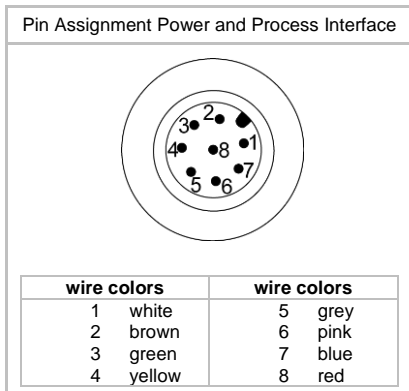 Pin Assignment Power and Process Interface
2
3
1
4
8
7
5
6
wire colors wire colors
1 white 5 grey
2 brown 6 pink
3 green 7 blue
4 yellow 8 red